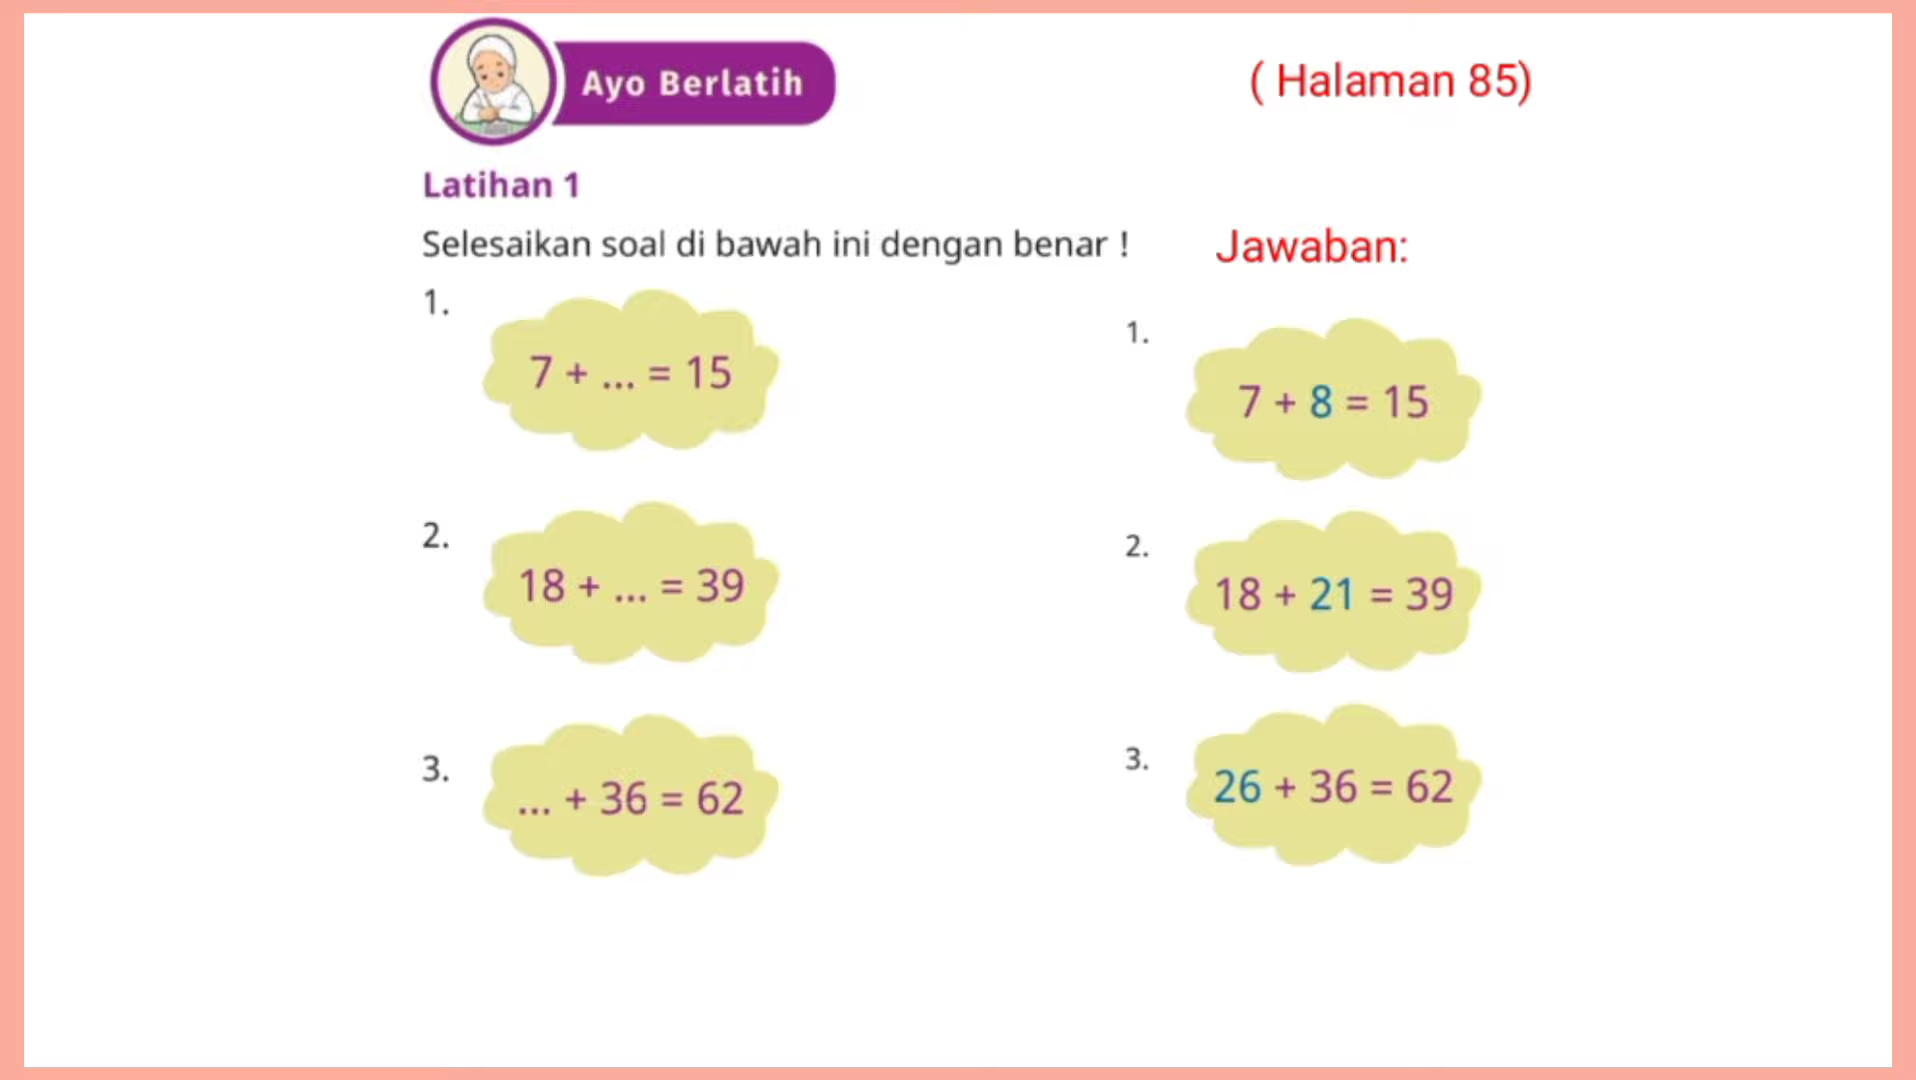 Ayo Berlatih
( Halaman 85)
Latihan 1
Selesaikan soal di bawah ini dengan benar !
1.
7 + ... = 15
2.
18 + ... = 39
3.
... + 36 = 62
Jawaban:
1.
7 + 8 = 15
2.
18 + 21 = 39
3.
26 + 36 = 62